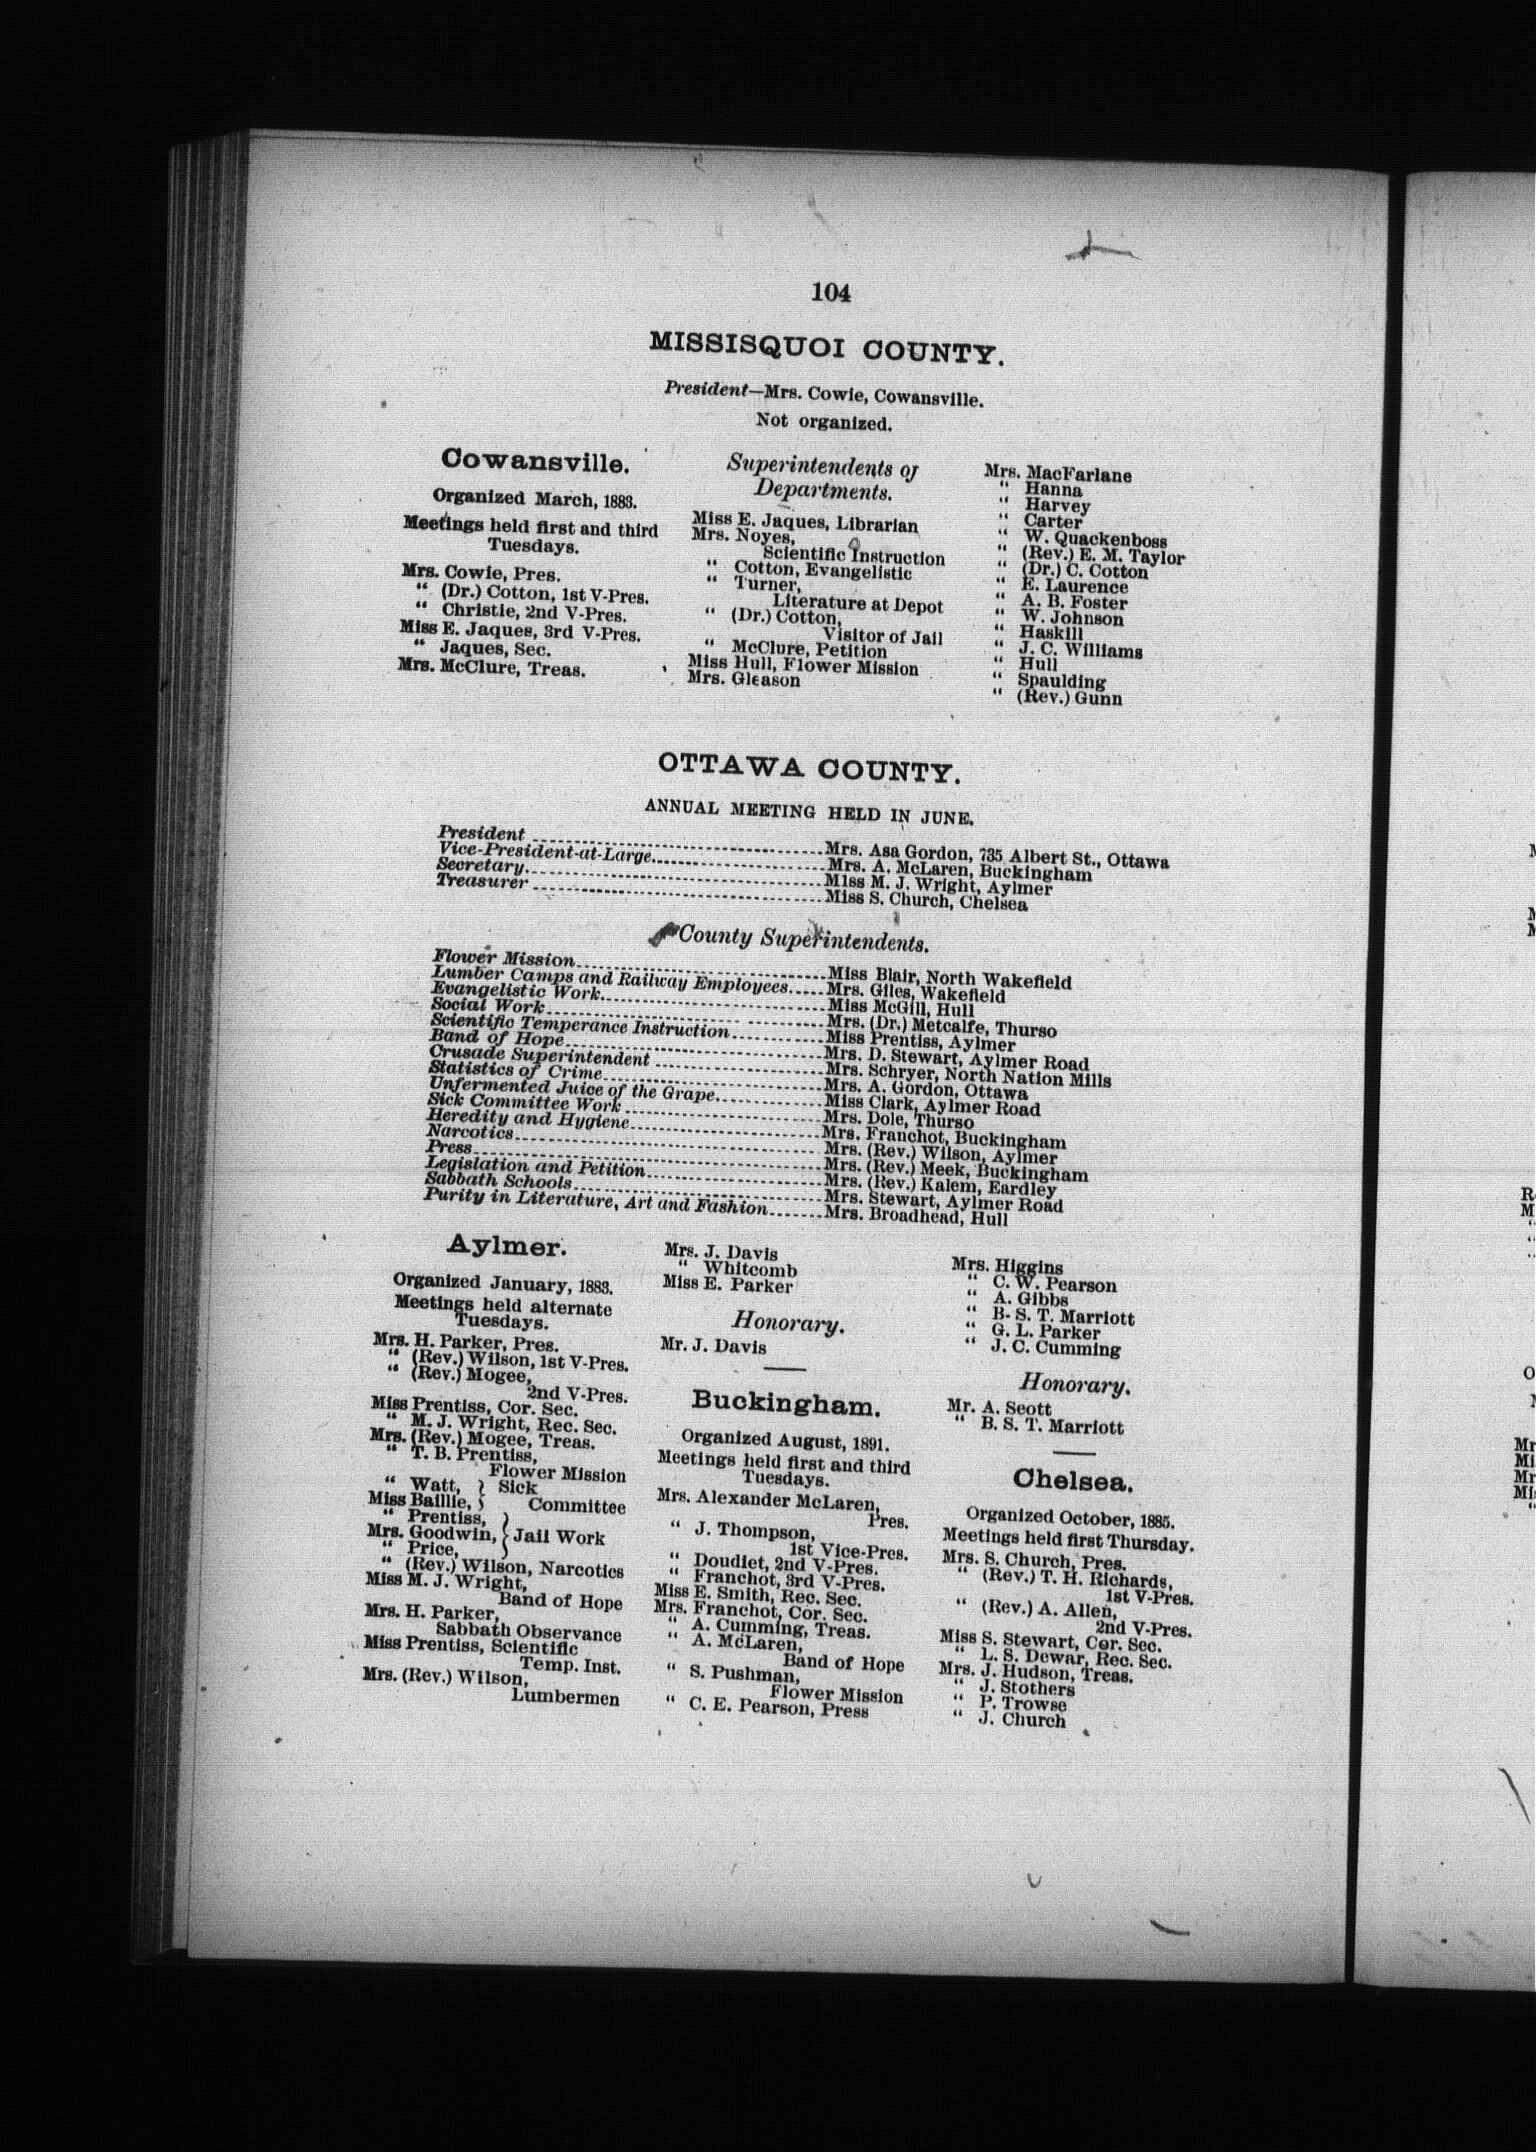 104
MISSISQUOI COUNTY.
President—Mrs. Cowie, Cowansville.
Not organized.
Cowansville.
Organized March, 1883.
Meetings held first and third
Tuesdays.
Mrs. Cowie, Pres.
“ (Dr.) Cotton, 1st V-Pres.
“ Christie, 2nd V-Pres.
Miss E. Jaques, 3rd V-Pres.
“ Jaques, Sec.
Mrs. McClure, Treas.
Superintendents of
Departments.
Miss E. Jaques, Librarian
Mrs. Noyes,
Scientific Instruction
“ Cotton, Evangelistic
“ Turner,
Literature at Depot
“ (Dr.) Cotton,
Visitor of Jail
“ McClure, Petition
Miss Hull, Flower Mission
Mrs. Gleason
Mrs. MacFarlane
“ Hanna
“ Harvey
“ Carter
“ W. Quackenboss
“ (Rev.) E. M. Taylor
“ (Dr.) C. Cotton
“ E. Laurence
“ A. B. Foster
“ W. Johnson
“ Haskill
“ J. C. Williams
“ Hull
“ Spaulding
“ (Rev.) Gunn
OTTAWA COUNTY.
ANNUAL MEETING HELD IN JUNE.
President ........ Mrs. Asa Gordon, 735 Albert St., Ottawa
Vice-President-at-Large ........ Mrs. A. McLaren, Buckingham
Secretary ........ Miss M. J. Wright, Aylmer
Treasurer ........ Miss S. Church, Chelsea
County Superintendents.
Flower Mission ........ Miss Blair, North Wakefield
Lumber Camps and Railway Employees ........ Mrs. Giles, Wakefield
Evangelistic Work ........ Miss McGill, Hull
Social Work ........ Mrs. (Dr.) Metcalfe, Thurso
Scientific Temperance Instruction ........ Miss Prentiss, Aylmer
Band of Hope ........ Mrs. D. Stewart, Aylmer Road
Crusade Superintendent ........ Mrs. Schryer, North Nation Mills
Statistics of Crime ........ Mrs. A. Gordon, Ottawa
Unfermented Juice of the Grape ........ Miss Clark, Aylmer Road
Sick Committee Work ........ Mrs. Dole, Thurso
Heredity and Hygiene ........ Mrs. Franchot, Buckingham
Narcotics ........ Mrs. (Rev.) Wilson, Aylmer
Press ........ Mrs. (Rev.) Meek, Buckingham
Legislation and Petition ........ Mrs. (Rev.) Kalem, Eardley
Sabbath Schools ........ Mrs. Stewart, Aylmer Road
Purity in Literature, Art and Fashion ........ Mrs. Broadhead, Hull
Aylmer.
Organized January, 1883.
Meetings held alternate
Tuesdays.
Mrs. H. Parker, Pres.
“ (Rev.) Wilson, 1st V-Pres.
“ (Rev.) Mogee,
2nd V-Pres.
Miss Prentiss, Cor. Sec.
“ M. J. Wright, Rec. Sec.
Mrs. (Rev.) Mogee, Treas.
“ T. B. Prentiss,
Flower Mission
“ Watt, } Sick
Miss Baillie, } Committee
“ Prentiss, }
Mrs. Goodwin, } Jail Work
“ Price, }
“ (Rev.) Wilson, Narcotics
Miss M. J. Wright,
Band of Hope
Mrs. H. Parker,
Sabbath Observance
Miss Prentiss, Scientific
Temp. Inst.
Mrs. (Rev.) Wilson,
Lumbermen
Mrs. J. Davis
“ Whitcomb
Miss E. Parker
Honorary.
Mr. J. Davis
Buckingham.
Organized August, 1891.
Meetings held first and third
Tuesdays.
Mrs. Alexander McLaren,
Pres.
“ J. Thompson,
1st Vice-Pres.
“ Doudiet, 2nd V-Pres.
“ Franchot, 3rd V-Pres.
Miss E. Smith, Rec. Sec.
Mrs. Franchot, Cor. Sec.
“ A. Cumming, Treas.
“ A. McLaren,
Band of Hope
“ S. Pushman,
Flower Mission
“ C. E. Pearson, Press
Mrs. Higgins
“ C. W. Pearson
“ A. Gibbs
“ B. S. T. Marriott
“ G. L. Parker
“ J. C. Cumming
Honorary.
Mr. A. Scott
“ B. S. T. Marriott
Chelsea.
Organized October, 1885.
Meetings held first Thursday.
Mrs. S. Church, Pres.
“ (Rev.) T. H. Richards,
1st V-Pres.
“ (Rev.) A. Allen,
2nd V-Pres.
Miss S. Stewart, Cor. Sec.
“ L. S. Dewar, Rec. Sec.
Mrs. J. Hudson, Treas.
“ J. Stothers
“ P. Trowse
“ J. Church